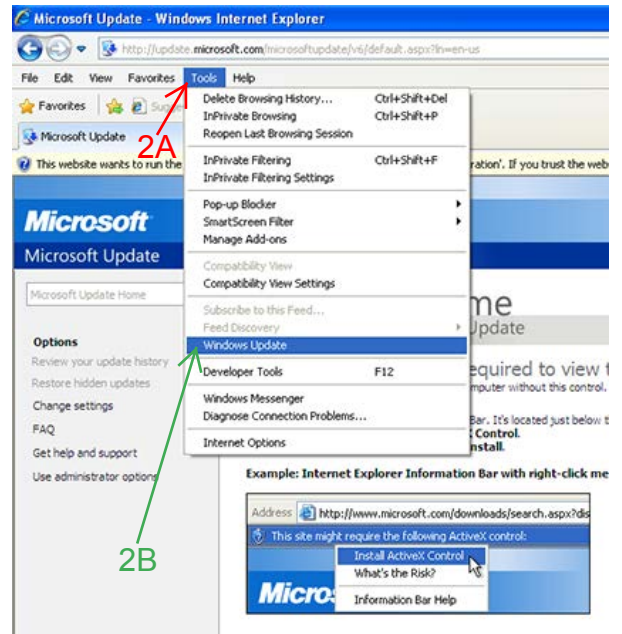 Microsoft Update - Windows Internet Explorer
http://update.microsoft.com/microsoftupdate/v6/default.aspx?ln=en-us
File Edit View Favorites Tools Help
Favorites
2A
Microsoft Update
This website wants to run the
ration'. If you trust the web
Delete Browsing History... Ctrl+Shift+Del
InPrivate Browsing Ctrl+Shift+P
Reopen Last Browsing Session
InPrivate Filtering Ctrl+Shift+F
InPrivate Filtering Settings
Pop-up Blocker
SmartScreen Filter
Manage Add-ons
Compatibility View
Compatibility View Settings
Subscribe to this Feed...
Feed Discovery
Windows Update
Developer Tools F12
Windows Messenger
Diagnose Connection Problems...
Internet Options
Microsoft
Microsoft Update
Microsoft Update Home
Options
Review your update history
Restore hidden updates
Change settings
FAQ
Get help and support
Use administrator options
2B
me
Update
equired to view t
mputer without this control.
Bar. It's located just below t
X Control.
nstall.
Example: Internet Explorer Information Bar with right-click me
Address http://www.microsoft.com/downloads/search.aspx?dis
This site might require the following ActiveX control:
Install ActiveX Control
What's the Risk?
Information Bar Help
Micro